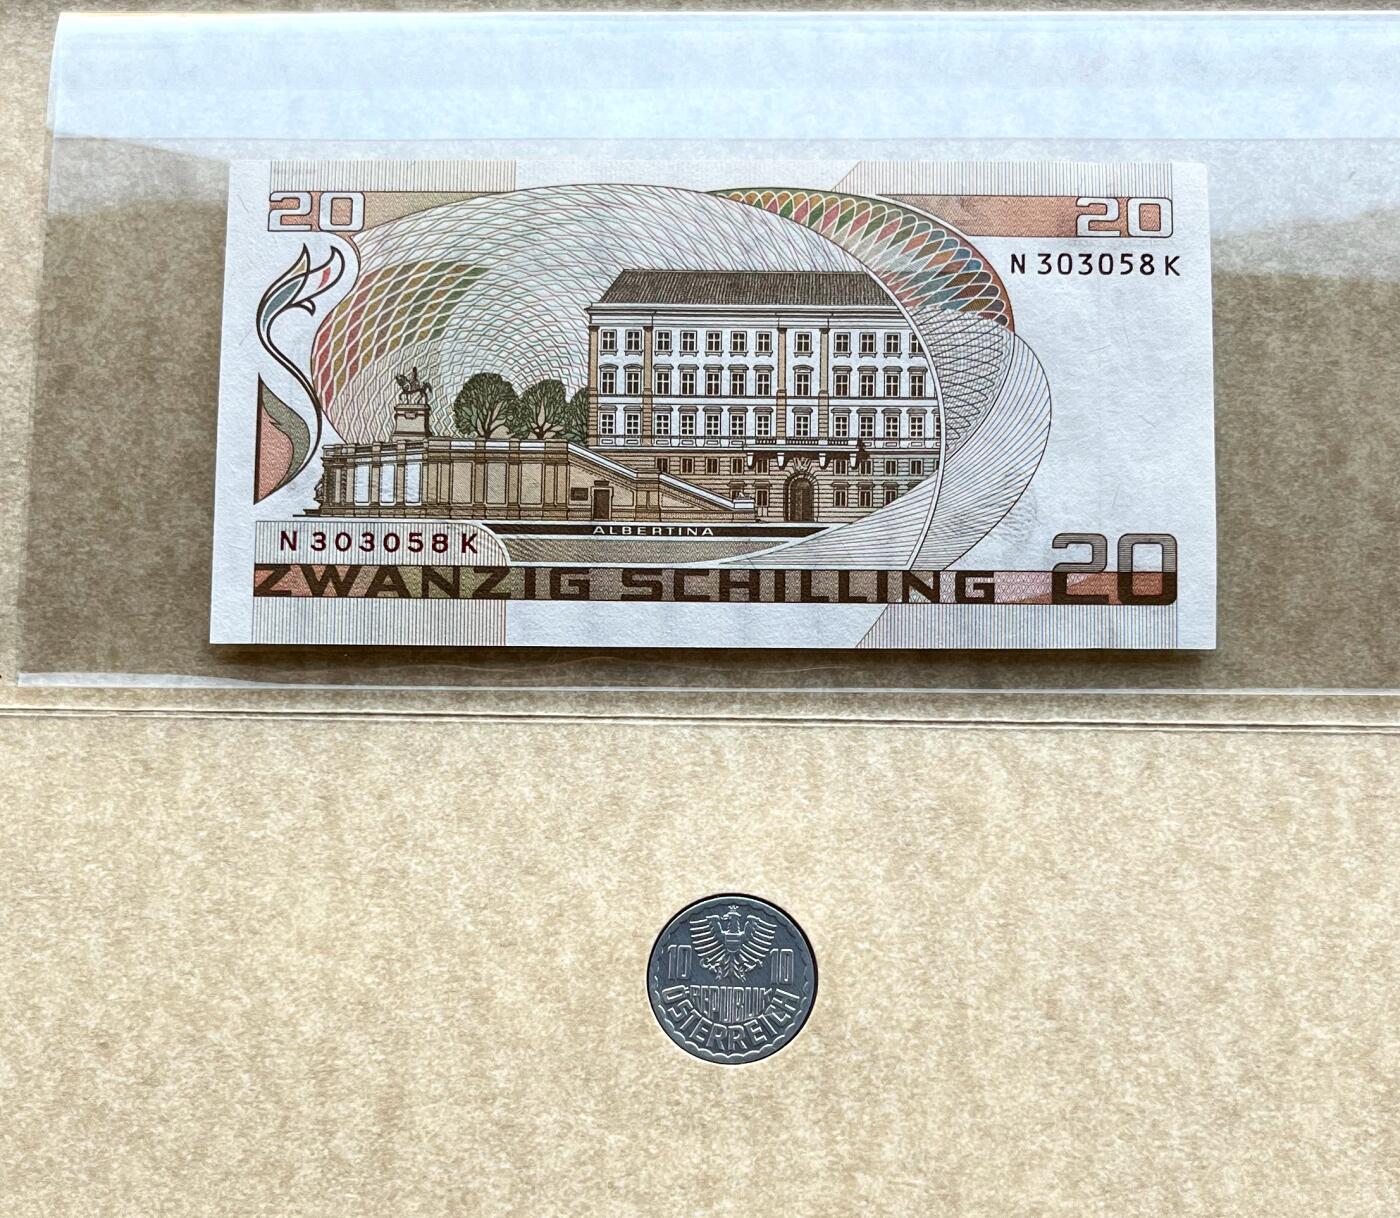 20 20
N 303058 K
ALBERTINA
N 303058 K
ZWANZIG SCHILLING 20
10 10
REPUBLIK
ÖSTERREICH